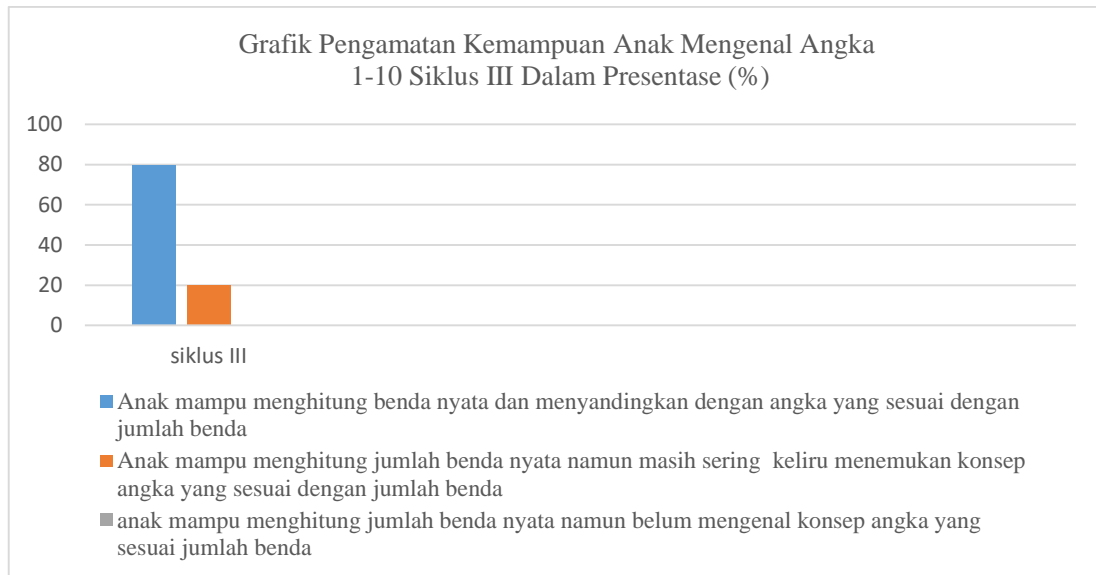 Grafik Pengamatan Kemampuan Anak Mengenal Angka
1-10 Siklus III Dalam Presentase (%)
100
80
60
40
20
0
siklus III
Anak mampu menghitung benda nyata dan menyandingkan dengan angka yang sesuai dengan
jumlah benda
Anak mampu menghitung jumlah benda nyata namun masih sering keliru menemukan konsep
angka yang sesuai dengan jumlah benda
anak mampu menghitung jumlah benda nyata namun belum mengenal konsep angka yang
sesuai jumlah benda